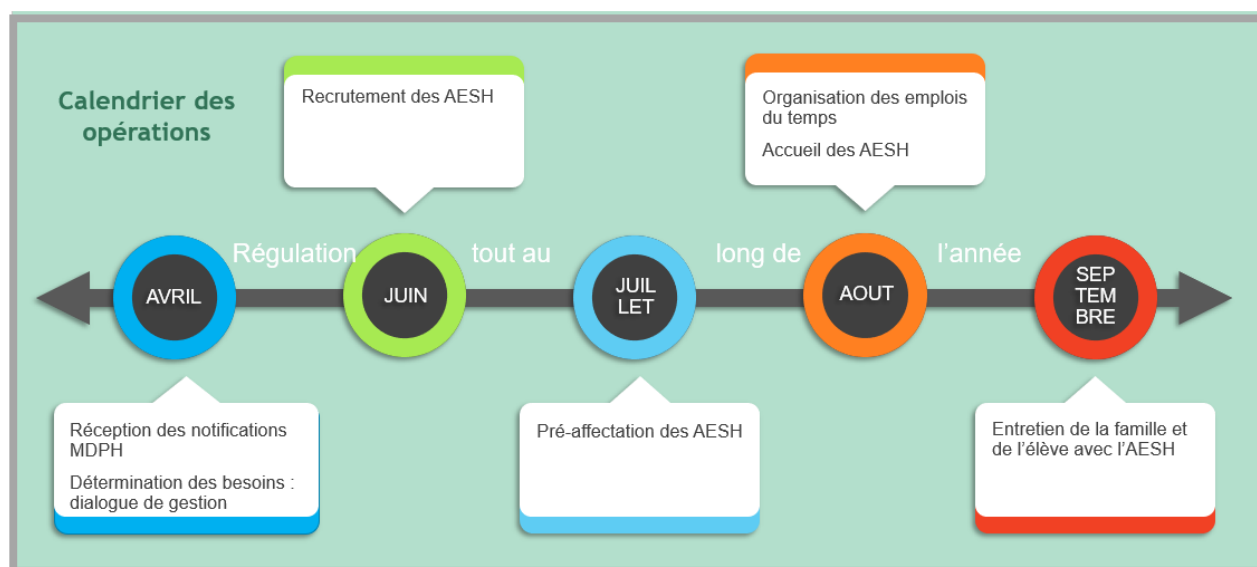 Calendrier des
opérations
Recrutement des AESH
Organisation des emplois
du temps
Accueil des AESH
Régulation tout au long de l'année
AVRIL
JUIN
JUIL
LET
AOUT
SEP
TEM
BRE
Réception des notifications
MDPH
Détermination des besoins :
dialogue de gestion
Pré-affectation des AESH
Entretien de la famille et
de l'élève avec l'AESH